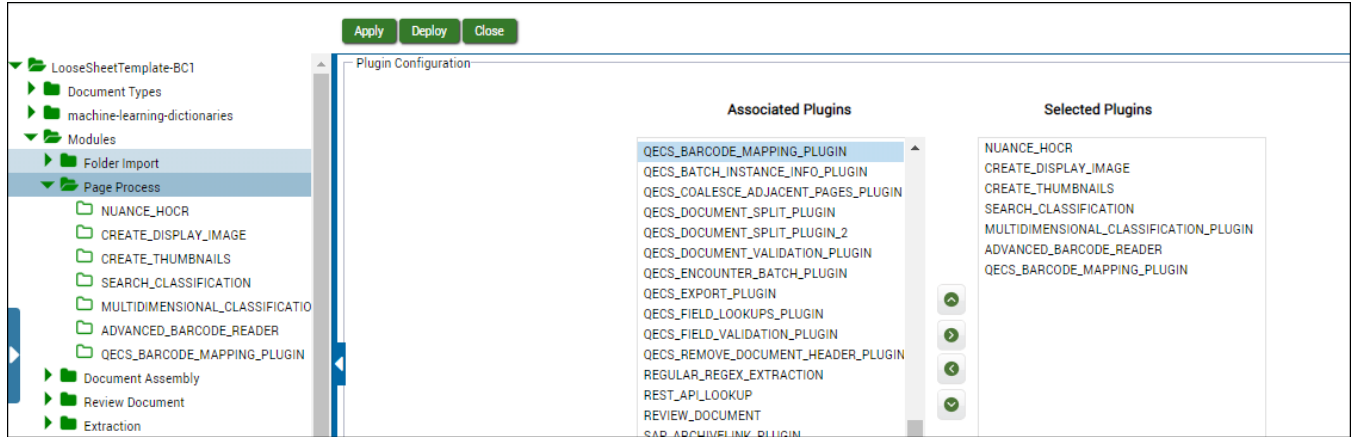 Apply Deploy Close
LooseSheetTemplate-BC1
Document Types
machine-learning-dictionaries
Modules
Folder Import
Page Process
NUANCE_HOCR
CREATE_DISPLAY_IMAGE
CREATE_THUMBNAILS
SEARCH_CLASSIFICATION
MULTIDIMENSIONAL_CLASSIFICATIO
ADVANCED_BARCODE_READER
QECS_BARCODE_MAPPING_PLUGIN
Document Assembly
Review Document
Extraction
Plugin Configuration
Associated Plugins
QECS_BARCODE_MAPPING_PLUGIN
QECS_BATCH_INSTANCE_INFO_PLUGIN
QECS_COALESCE_ADJACENT_PAGES_PLUGIN
QECS_DOCUMENT_SPLIT_PLUGIN
QECS_DOCUMENT_SPLIT_PLUGIN_2
QECS_DOCUMENT_VALIDATION_PLUGIN
QECS_ENCOUNTER_BATCH_PLUGIN
QECS_EXPORT_PLUGIN
QECS_FIELD_LOOKUPS_PLUGIN
QECS_FIELD_VALIDATION_PLUGIN
QECS_REMOVE_DOCUMENT_HEADER_PLUGIN
REGULAR_REGEX_EXTRACTION
REST_API_LOOKUP
REVIEW_DOCUMENT
SAP_ARCHIVELINK_PLUGIN
Selected Plugins
NUANCE_HOCR
CREATE_DISPLAY_IMAGE
CREATE_THUMBNAILS
SEARCH_CLASSIFICATION
MULTIDIMENSIONAL_CLASSIFICATION_PLUGIN
ADVANCED_BARCODE_READER
QECS_BARCODE_MAPPING_PLUGIN